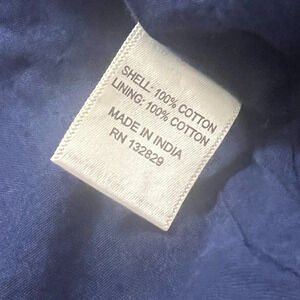 SHELL: 100% COTTON
LINING: 100% COTTON
MADE IN INDIA
RN 132829